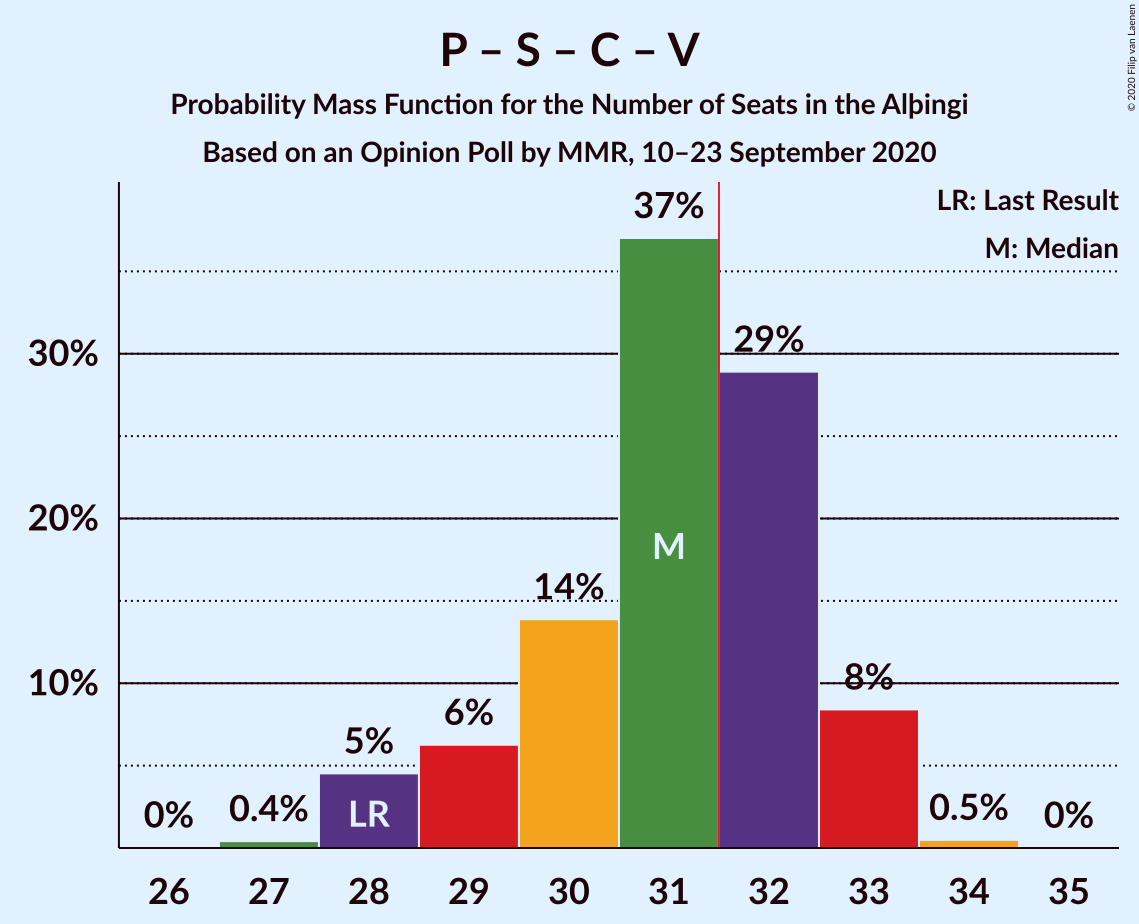 P – S – C – V
Probability Mass Function for the Number of Seats in the Alþingi
Based on an Opinion Poll by MMR, 10–23 September 2020
© 2020 Filip van Laenen
LR: Last Result
M: Median
37%
29%
14%
8%
6%
5%
0%
0.4%
0.5%
0%
M
LR
30%
20%
10%
26 27 28 29 30 31 32 33 34 35